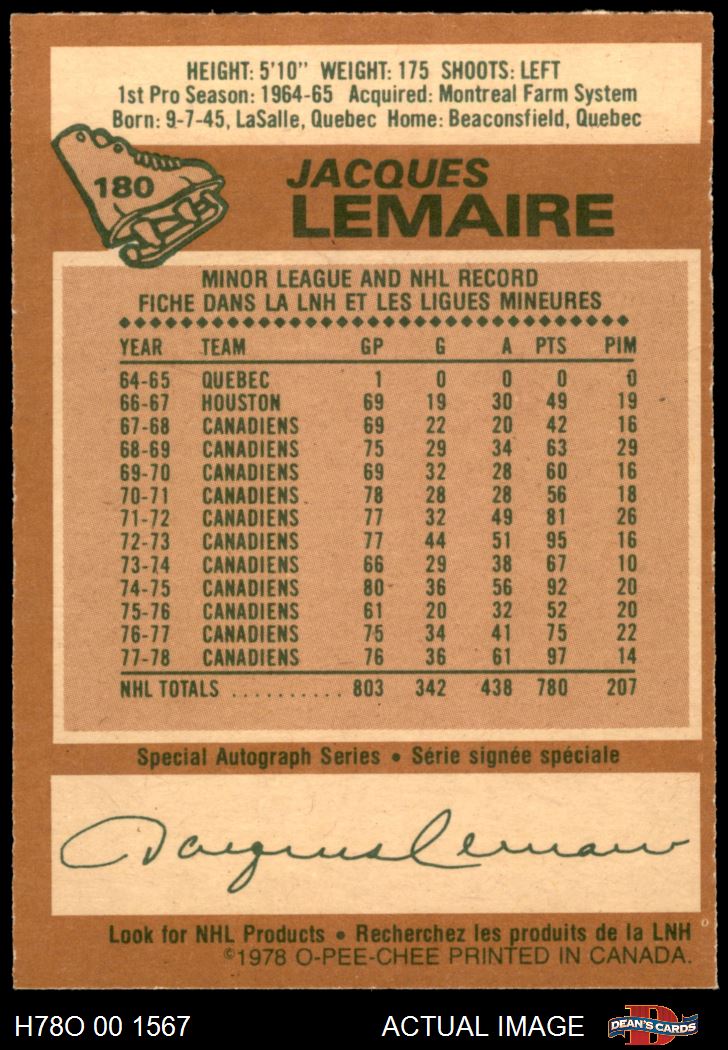 HEIGHT: 5'10" WEIGHT: 175 SHOOTS: LEFT
1st Pro Season: 1964-65 Acquired: Montreal Farm System
Born: 9-7-45, LaSalle, Quebec Home: Beaconsfield, Quebec
180
JACQUES
LEMAIRE
MINOR LEAGUE AND NHL RECORD
FICHE DANS LA LNH ET LES LIGUES MINEURES
YEAR TEAM GP G A PTS PIM
64-65 QUEBEC 1 0 0 0 0
66-67 HOUSTON 69 19 30 49 19
67-68 CANADIENS 69 22 20 42 16
68-69 CANADIENS 75 29 34 63 29
69-70 CANADIENS 69 32 28 60 16
70-71 CANADIENS 78 28 28 56 18
71-72 CANADIENS 77 32 49 81 26
72-73 CANADIENS 77 44 51 95 16
73-74 CANADIENS 66 29 38 67 10
74-75 CANADIENS 80 36 56 92 20
75-76 CANADIENS 61 20 32 52 20
76-77 CANADIENS 75 34 41 75 22
77-78 CANADIENS 76 36 61 97 14
NHL TOTALS .......... 803 342 438 780 207
Special Autograph Series • Série signée spéciale
Jacques Lemaire
Look for NHL Products • Recherchez les produits de la LNH
©1978 O-PEE-CHEE PRINTED IN CANADA.
H78O 00 1567 ACTUAL IMAGE DEAN'S CARDS